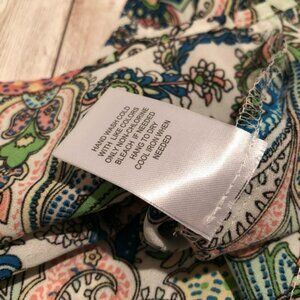 HAND WASH COLD
WITH LIKE COLORS
ONLY NON-CHLORINE
BLEACH IF NEEDED
HANG TO DRY
COOL IRON WHEN
NEEDED